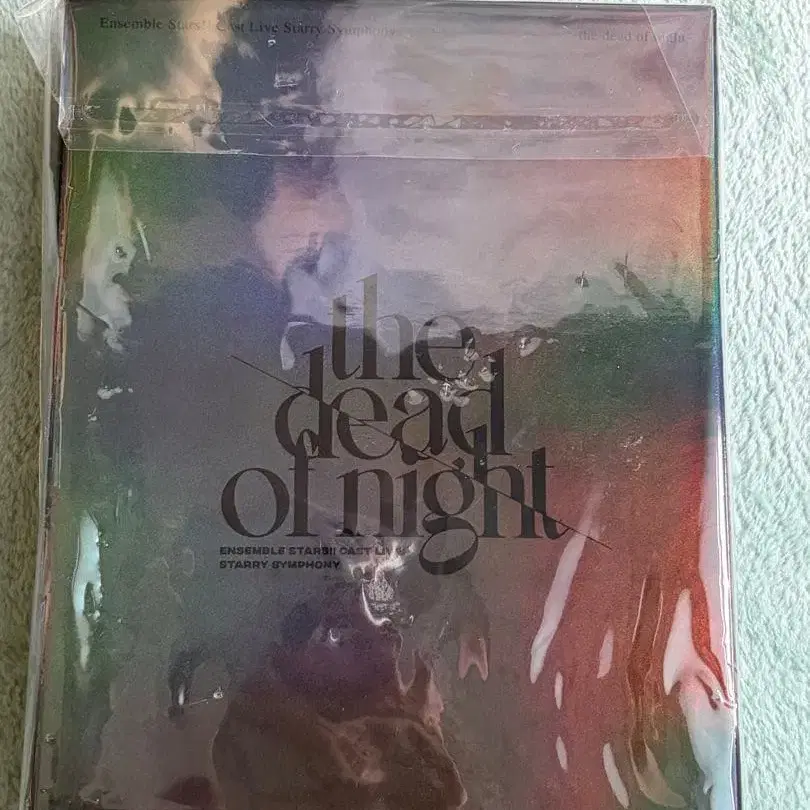 Ensemble Stars!! Cast Live Starry Symphony
the dead of night
the
dead
of night
ENSEMBLE STARS!! CAST LIVE
STARRY SYMPHONY